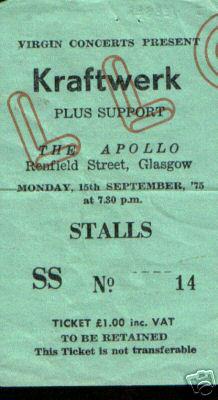 VIRGIN CONCERTS PRESENT
Kraftwerk
PLUS SUPPORT
THE APOLLO
Renfield Street, Glasgow
MONDAY, 15th SEPTEMBER, '75
at 7.30 p.m.
STALLS
SS No ---- 14
TICKET £1.00 inc. VAT
TO BE RETAINED
This Ticket is not transferable
ebY